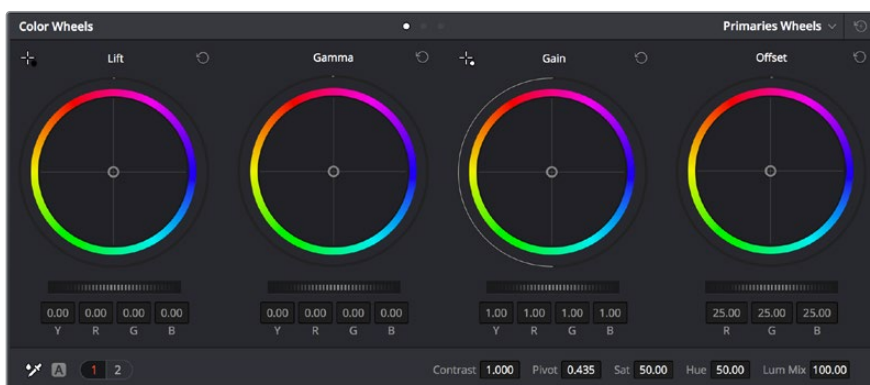 Color Wheels Primaries Wheels
Lift Gamma Gain Offset
0.00 0.00 0.00 0.00 0.00 0.00 0.00 0.00 1.00 1.00 1.00 1.00 25.00 25.00 25.00
Y R G B Y R G B Y R G B R G B
A 1 2 Contrast 1.000 Pivot 0.435 Sat 50.00 Hue 50.00 Lum Mix 100.00